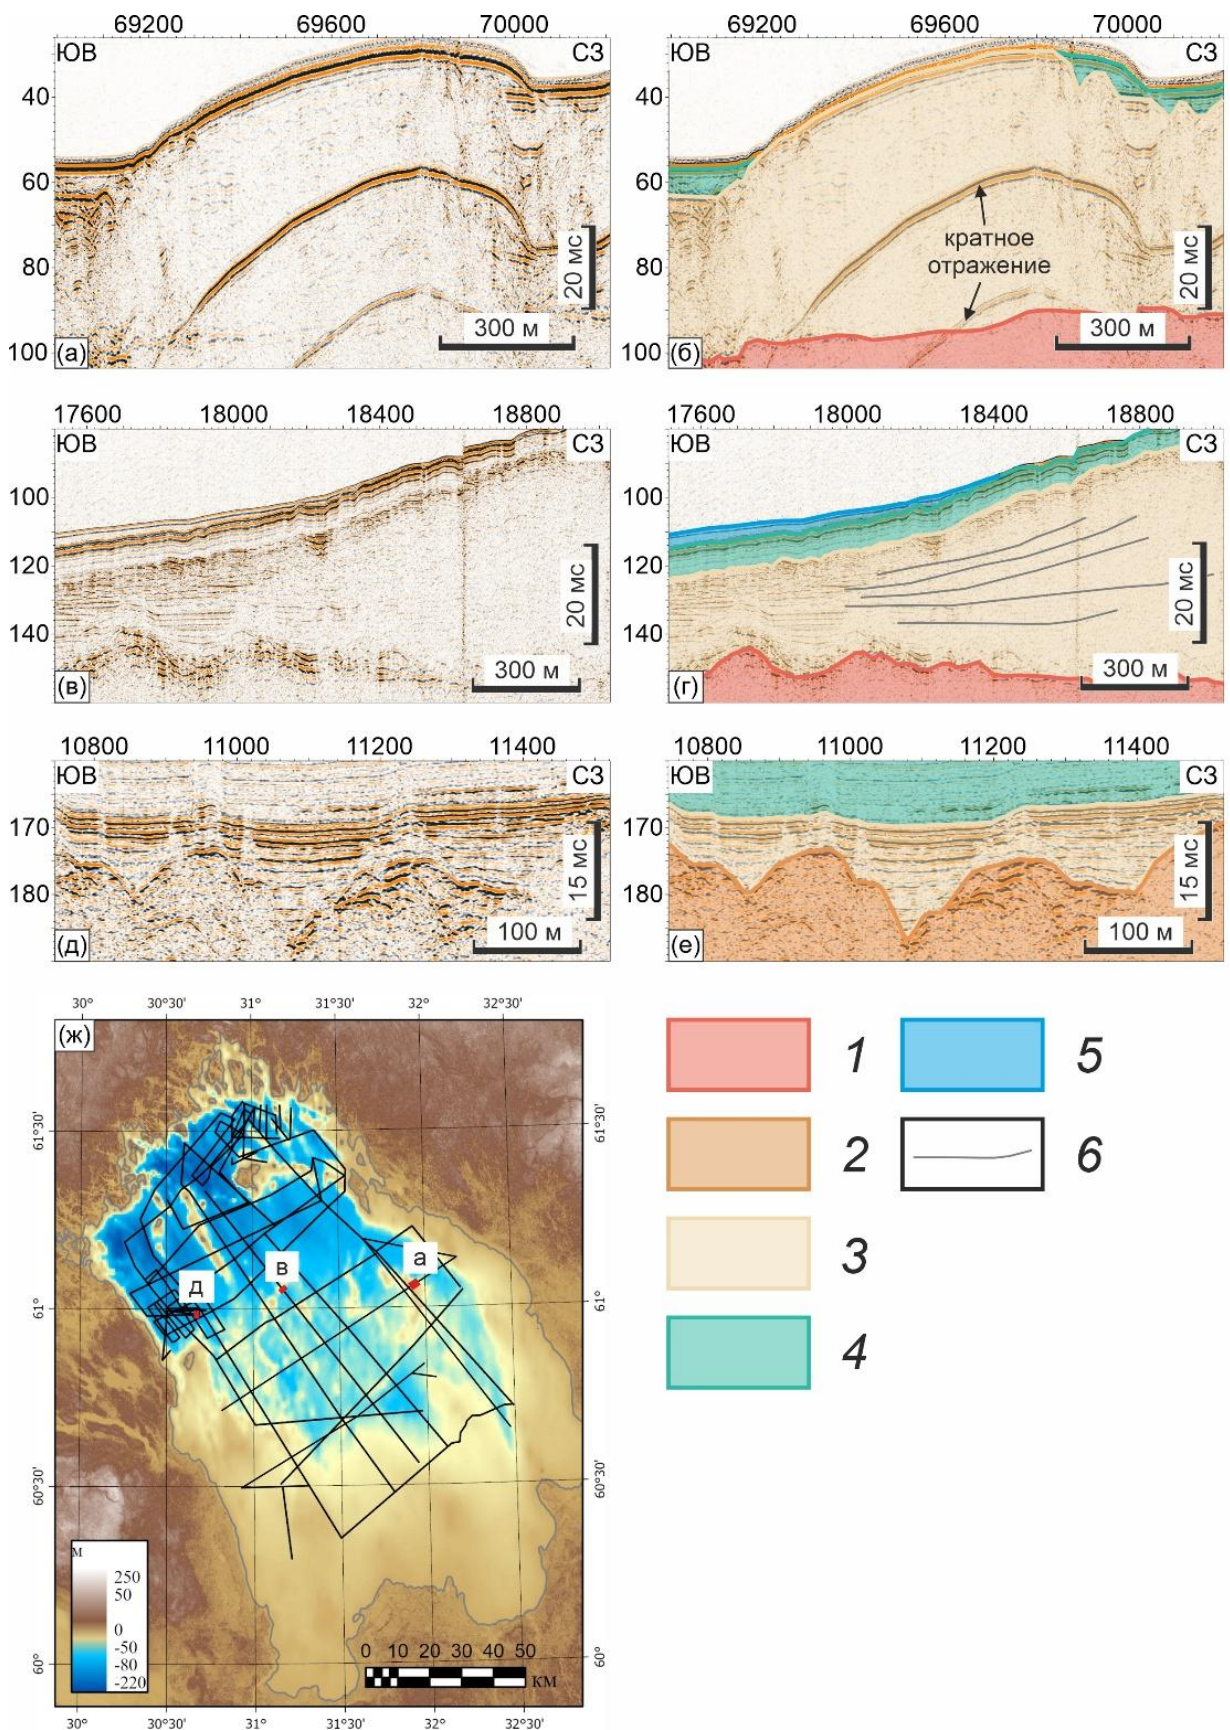 69200 69600 70000
ЮВ СЗ
40
60
80
100
20 мс
300 м
(а)
69200 69600 70000
ЮВ СЗ
40
60
80
100
кратное
отражение
20 мс
300 м
(б)
17600 18000 18400 18800
ЮВ СЗ
100
120
140
20 мс
300 м
(в)
17600 18000 18400 18800
ЮВ СЗ
100
120
140
20 мс
300 м
(г)
10800 11000 11200 11400
ЮВ СЗ
170
180
15 мс
100 м
(д)
10800 11000 11200 11400
ЮВ СЗ
170
180
15 мс
100 м
(е)
30° 30°30' 31° 31°30' 32° 32°30'
(ж)
61°30' 61°30'
61° 61°
60°30' 60°30'
60° 60°
д
в
а
М
250
50
0
-50
-80
-220
0 10 20 30 40 50
КМ
30° 30°30' 31° 31°30' 32° 32°30'
1 5
2 6
3
4